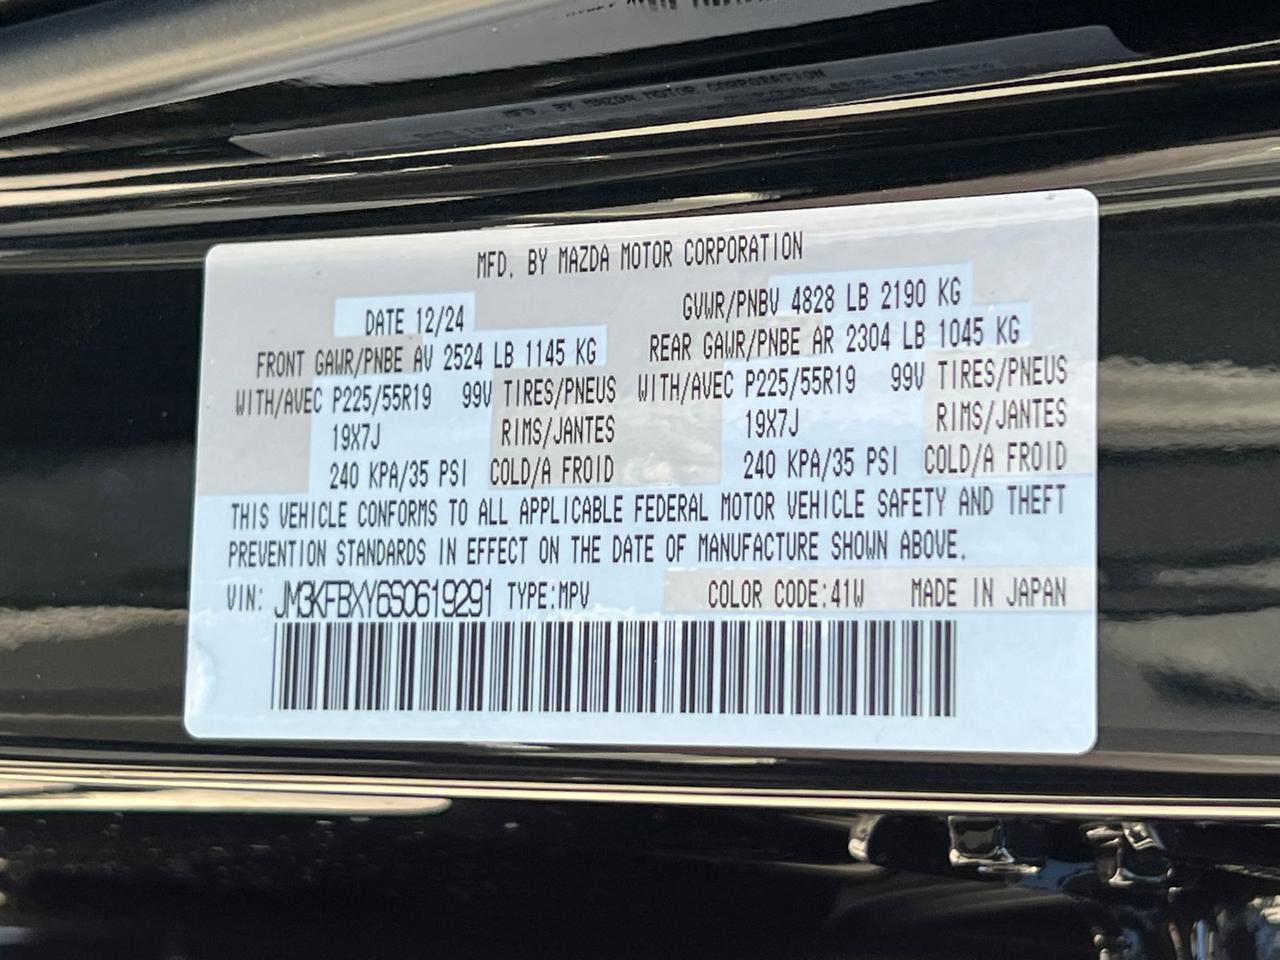 MFD. BY MAZDA MOTOR CORPORATION
DATE 12/24 GVWR/PNBV 4828 LB 2190 KG
FRONT GAWR/PNBE AV 2524 LB 1145 KG REAR GAWR/PNBE AR 2304 LB 1045 KG
WITH/AVEC P225/55R19 99V TIRES/PNEUS WITH/AVEC P225/55R19 99V TIRES/PNEUS
19X7J RIMS/JANTES 19X7J RIMS/JANTES
240 KPA/35 PSI COLD/A FROID 240 KPA/35 PSI COLD/A FROID
THIS VEHICLE CONFORMS TO ALL APPLICABLE FEDERAL MOTOR VEHICLE SAFETY AND THEFT
PREVENTION STANDARDS IN EFFECT ON THE DATE OF MANUFACTURE SHOWN ABOVE.
VIN: JM3KFBXY6S0619291 TYPE:MPV COLOR CODE:41W MADE IN JAPAN